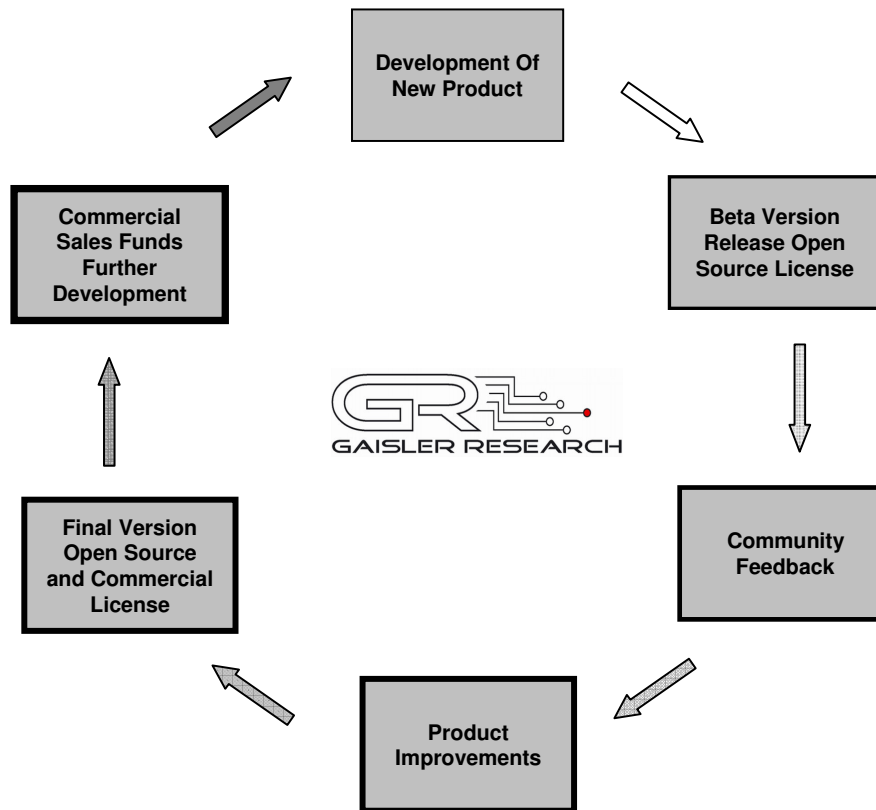 Development Of
New Product
Beta Version
Release Open
Source License
Community
Feedback
Product
Improvements
Final Version
Open Source
and Commercial
License
Commercial
Sales Funds
Further
Development
GR
GAISLER RESEARCH